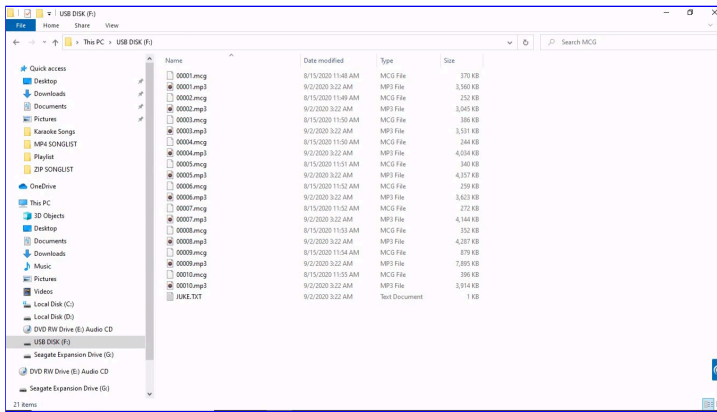 USB DISK (F:)
File Home Share View
This PC > USB DISK (F:)
Search MCG
Name Date modified Type Size
Quick access
Desktop
Downloads
Documents
Pictures
Karaoke Songs
MP4 SONGLIST
Playlist
ZIP SONGLIST
OneDrive
This PC
3D Objects
Desktop
Documents
Downloads
Music
Pictures
Videos
Local Disk (C:)
Local Disk (D:)
DVD RW Drive (E:) Audio CD
USB DISK (F:)
Seagate Expansion Drive (G:)
DVD RW Drive (E:) Audio CD
Seagate Expansion Drive (G:)
00001.mcg 8/15/2020 11:48 AM MCG File 370 KB
00001.mp3 9/2/2020 3:22 AM MP3 File 3,560 KB
00002.mcg 8/15/2020 11:49 AM MCG File 252 KB
00002.mp3 9/2/2020 3:22 AM MP3 File 3,045 KB
00003.mcg 8/15/2020 11:50 AM MCG File 386 KB
00003.mp3 9/2/2020 3:22 AM MP3 File 3,531 KB
00004.mcg 8/15/2020 11:50 AM MCG File 244 KB
00004.mp3 9/2/2020 3:22 AM MP3 File 4,034 KB
00005.mcg 8/15/2020 11:51 AM MCG File 340 KB
00005.mp3 9/2/2020 3:22 AM MP3 File 4,357 KB
00006.mcg 8/15/2020 11:52 AM MCG File 259 KB
00006.mp3 9/2/2020 3:22 AM MP3 File 3,623 KB
00007.mcg 8/15/2020 11:52 AM MCG File 272 KB
00007.mp3 9/2/2020 3:22 AM MP3 File 4,144 KB
00008.mcg 8/15/2020 11:53 AM MCG File 352 KB
00008.mp3 9/2/2020 3:22 AM MP3 File 4,287 KB
00009.mcg 8/15/2020 11:54 AM MCG File 879 KB
00009.mp3 9/2/2020 3:22 AM MP3 File 7,895 KB
00010.mcg 8/15/2020 11:55 AM MCG File 396 KB
00010.mp3 9/2/2020 3:22 AM MP3 File 3,914 KB
JUKE.TXT 9/2/2020 3:22 AM Text Document 1 KB
21 items